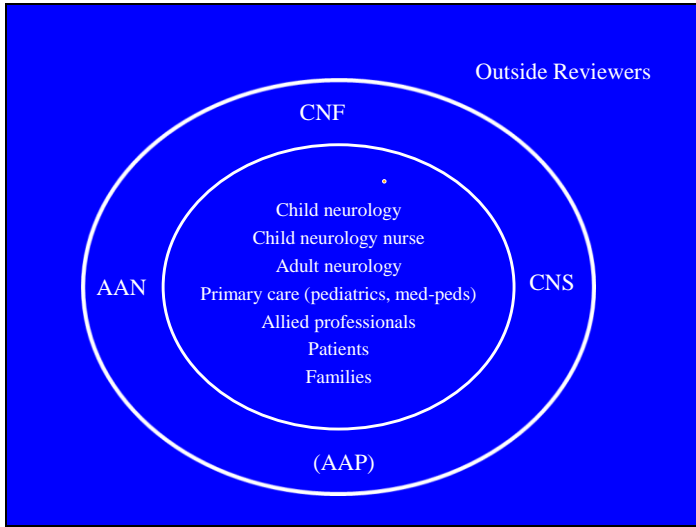 Outside Reviewers
CNF
Child neurology
Child neurology nurse
Adult neurology
AAN
CNS
Primary care (pediatrics, med-peds)
Allied professionals
Patients
Families
(AAP)